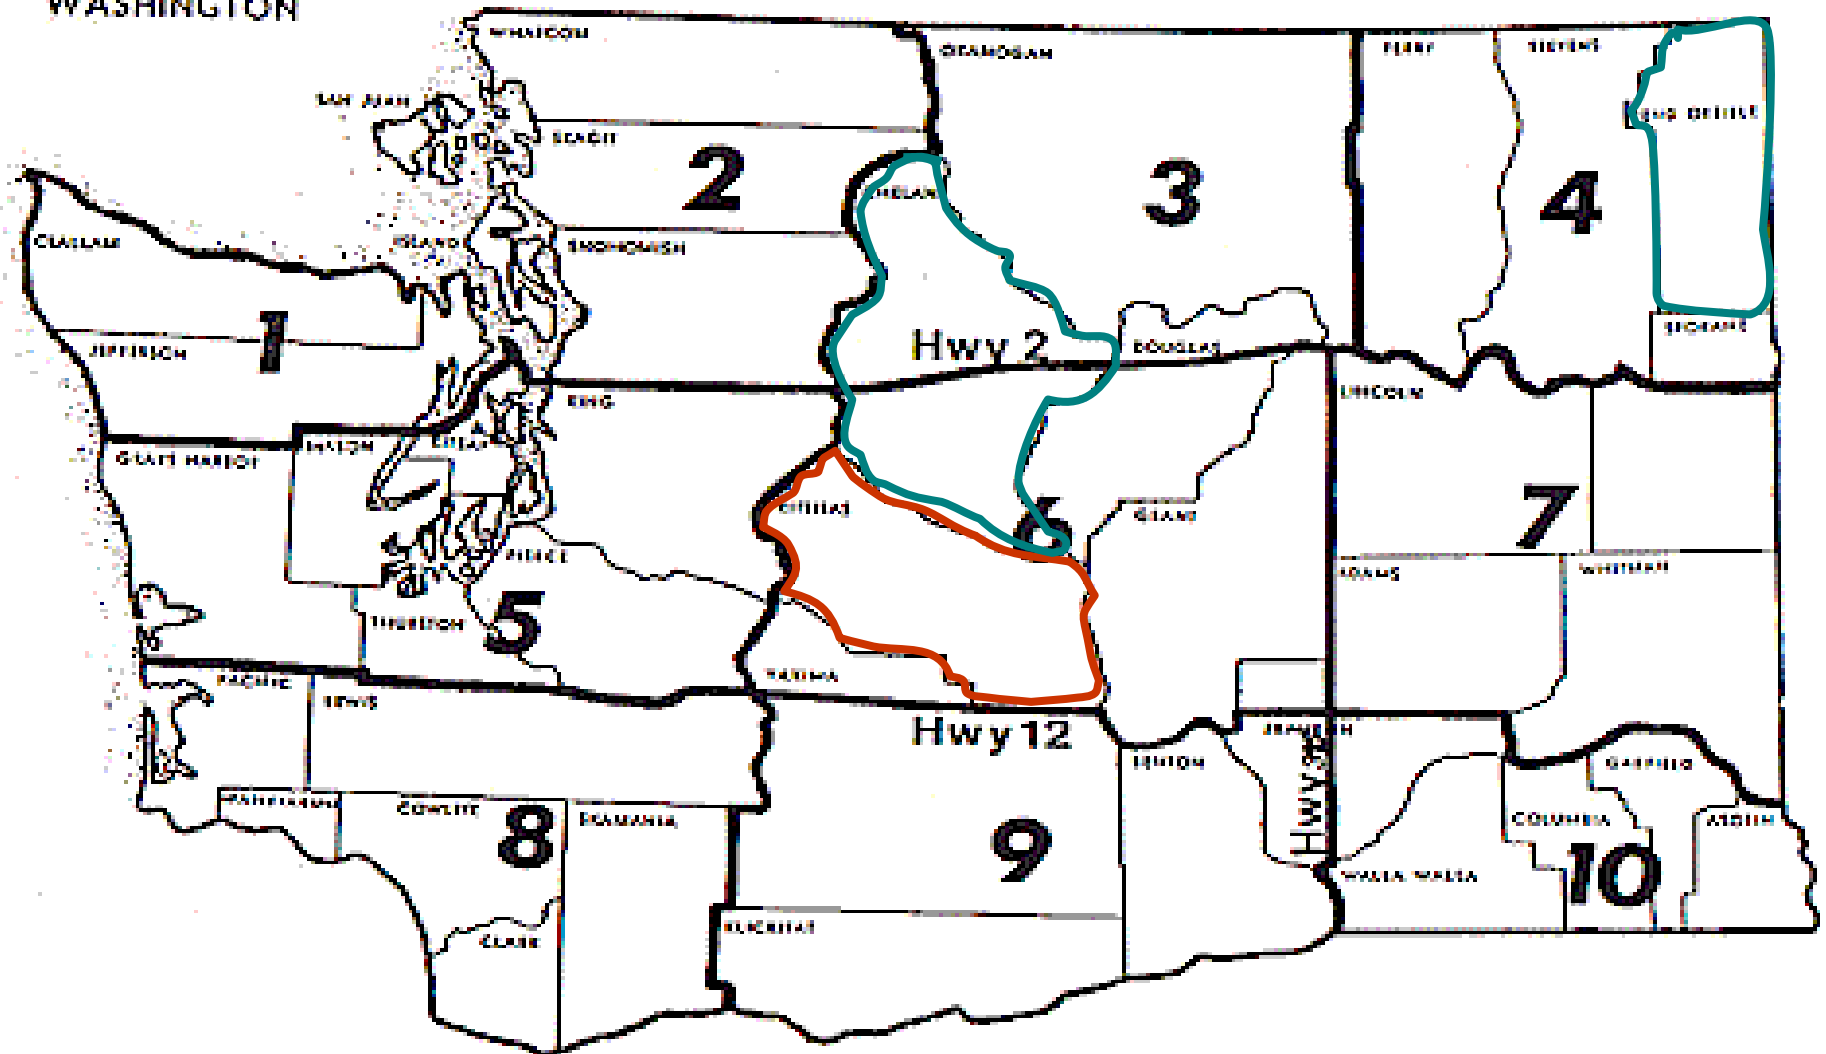 WASHINGTON
WHATCOM
OKANOGAN
FERRY
STEVENS
SAN JUAN
PEND OREILLE
SKAGIT
2
3
4
CHELAN
CLALLAM
ISLAND
SNOHOMISH
1
JEFFERSON
Hwy 2
DOUGLAS
SPOKANE
KING
LINCOLN
MASON
KITSAP
GRAYS HARBOR
KITTITAS
6
GRANT
7
PIERCE
ADAMS
WHITMAN
5
THURSTON
YAKIMA
PACIFIC
LEWIS
Hwy 12
FRANKLIN
BENTON
GARFIELD
WAHKIAKUM
COWLITZ
8
SKAMANIA
9
COLUMBIA
ASOTIN
WALLA WALLA
10
KLICKITAT
CLARK